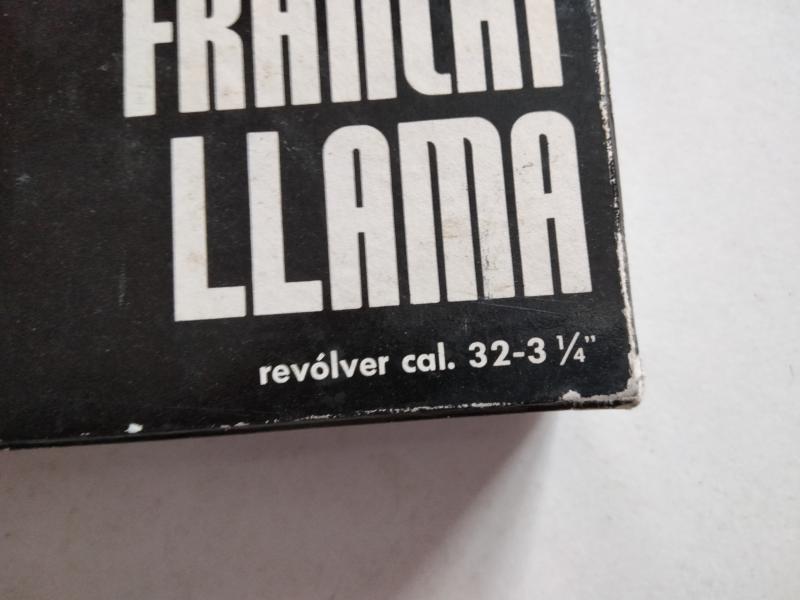 FRANCHI
LLAMA
revólver cal. 32-3 ¼"